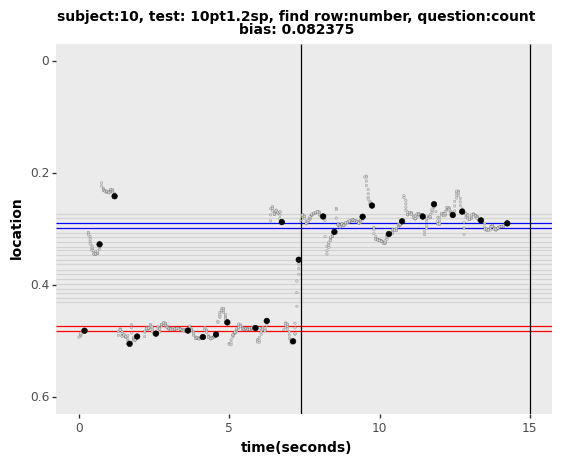 subject:10, test: 10pt1.2sp, find row:number, question:count
bias: 0.082375
0
0.2
0.4
0.6
location
0
5
10
15
time(seconds)